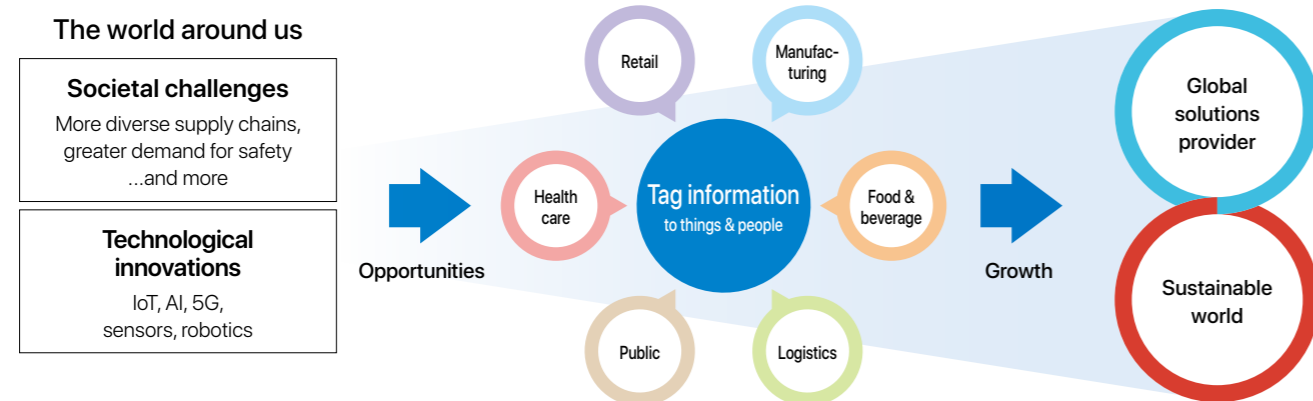 The world around us
Societal challenges
More diverse supply chains,
greater demand for safety
...and more
Technological
innovations
IoT, AI, 5G,
sensors, robotics
Opportunities
Retail
Manufac-
turing
Health
care
Tag information
to things & people
Food &
beverage
Public
Logistics
Growth
Global
solutions
provider
Sustainable
world